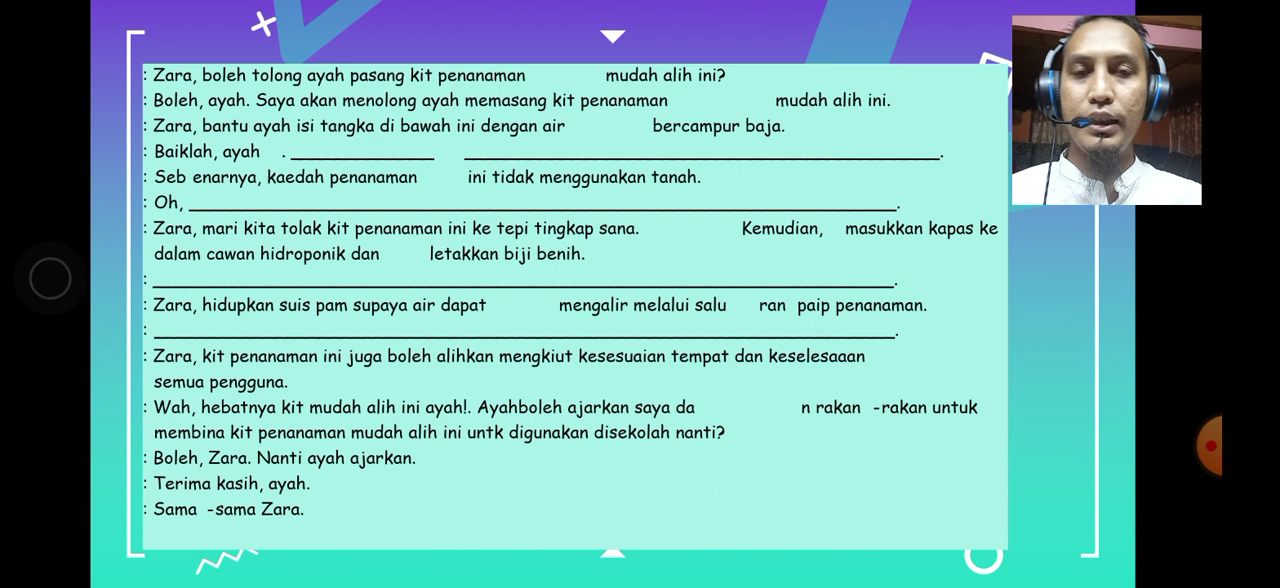 : Zara, boleh tolong ayah pasang kit penanaman mudah alih ini?
: Boleh, ayah. Saya akan menolong ayah memasang kit penanaman mudah alih ini.
: Zara, bantu ayah isi tangka di bawah ini dengan air bercampur baja.
: Baiklah, ayah . _____________ ___________________________________________.
: Seb enarnya, kaedah penanaman ini tidak menggunakan tanah.
: Oh, ________________________________________________________________.
: Zara, mari kita tolak kit penanaman ini ke tepi tingkap sana. Kemudian, masukkan kapas ke
dalam cawan hidroponik dan letakkan biji benih.
: ___________________________________________________________________.
: Zara, hidupkan suis pam supaya air dapat mengalir melalui salu ran paip penanaman.
: ___________________________________________________________________.
: Zara, kit penanaman ini juga boleh alihkan mengkiut kesesuaian tempat dan keselesaaan
semua pengguna.
: Wah, hebatnya kit mudah alih ini ayah!. Ayahboleh ajarkan saya da n rakan -rakan untuk
membina kit penanaman mudah alih ini untk digunakan disekolah nanti?
: Boleh, Zara. Nanti ayah ajarkan.
: Terima kasih, ayah.
: Sama -sama Zara.